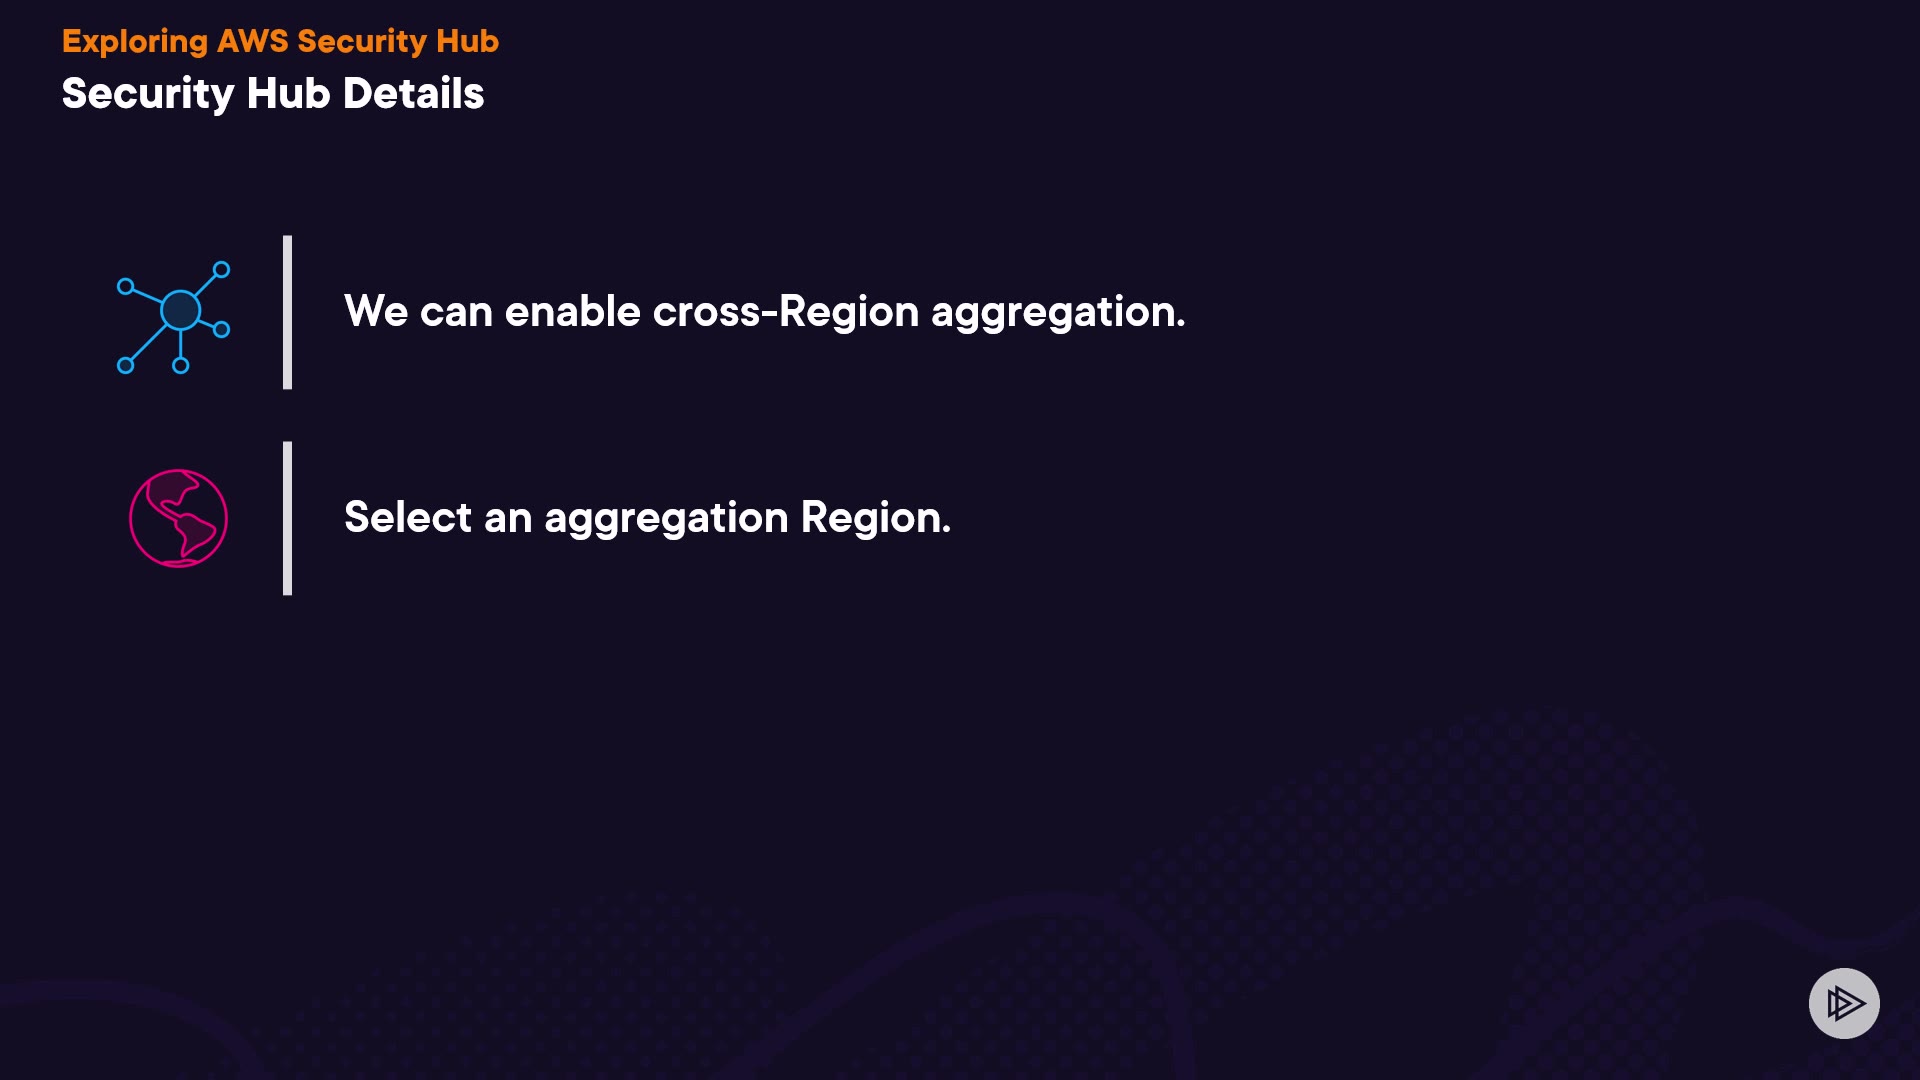 Exploring AWS Security Hub
Security Hub Details
We can enable cross-Region aggregation.
Select an aggregation Region.